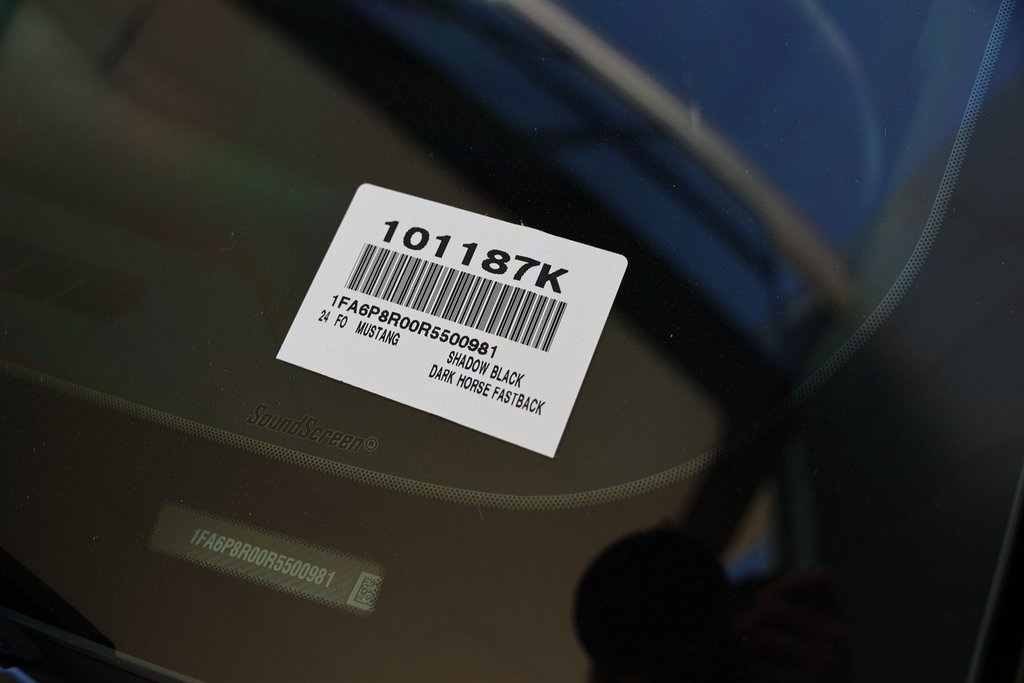 101187K
1FA6P8R00R5500981
24 FO MUSTANG
SHADOW BLACK
DARK HORSE FASTBACK
SoundScreen©
1FA6P8R00R5500981